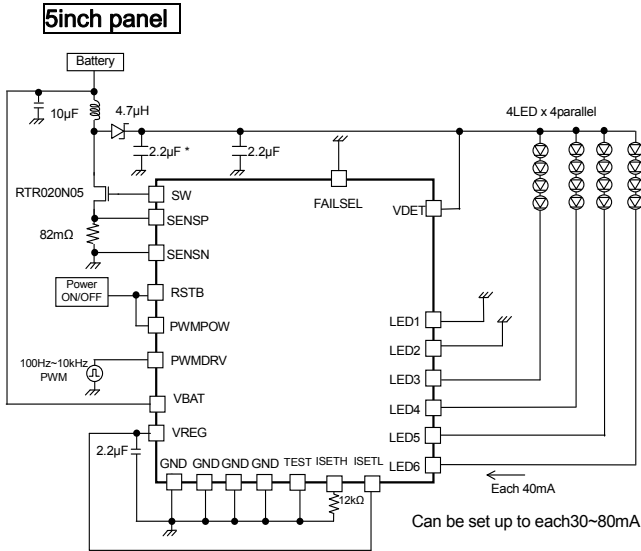 5inch panel
Battery
10µF
4.7µH
4LED x 4parallel
2.2µF *
2.2µF
RTR020N05
SW
FAILSEL
VDET
SENSP
82mΩ
SENSN
Power
ON/OFF
RSTB
LED1
PWMPOW
LED2
100Hz~10kHz
PWM
PWMDRV
LED3
VBAT
LED4
VREG
LED5
2.2µF
GND GND GND GND TEST ISETH ISETL
LED6
12kΩ
Each 40mA
Can be set up to each30~80mA